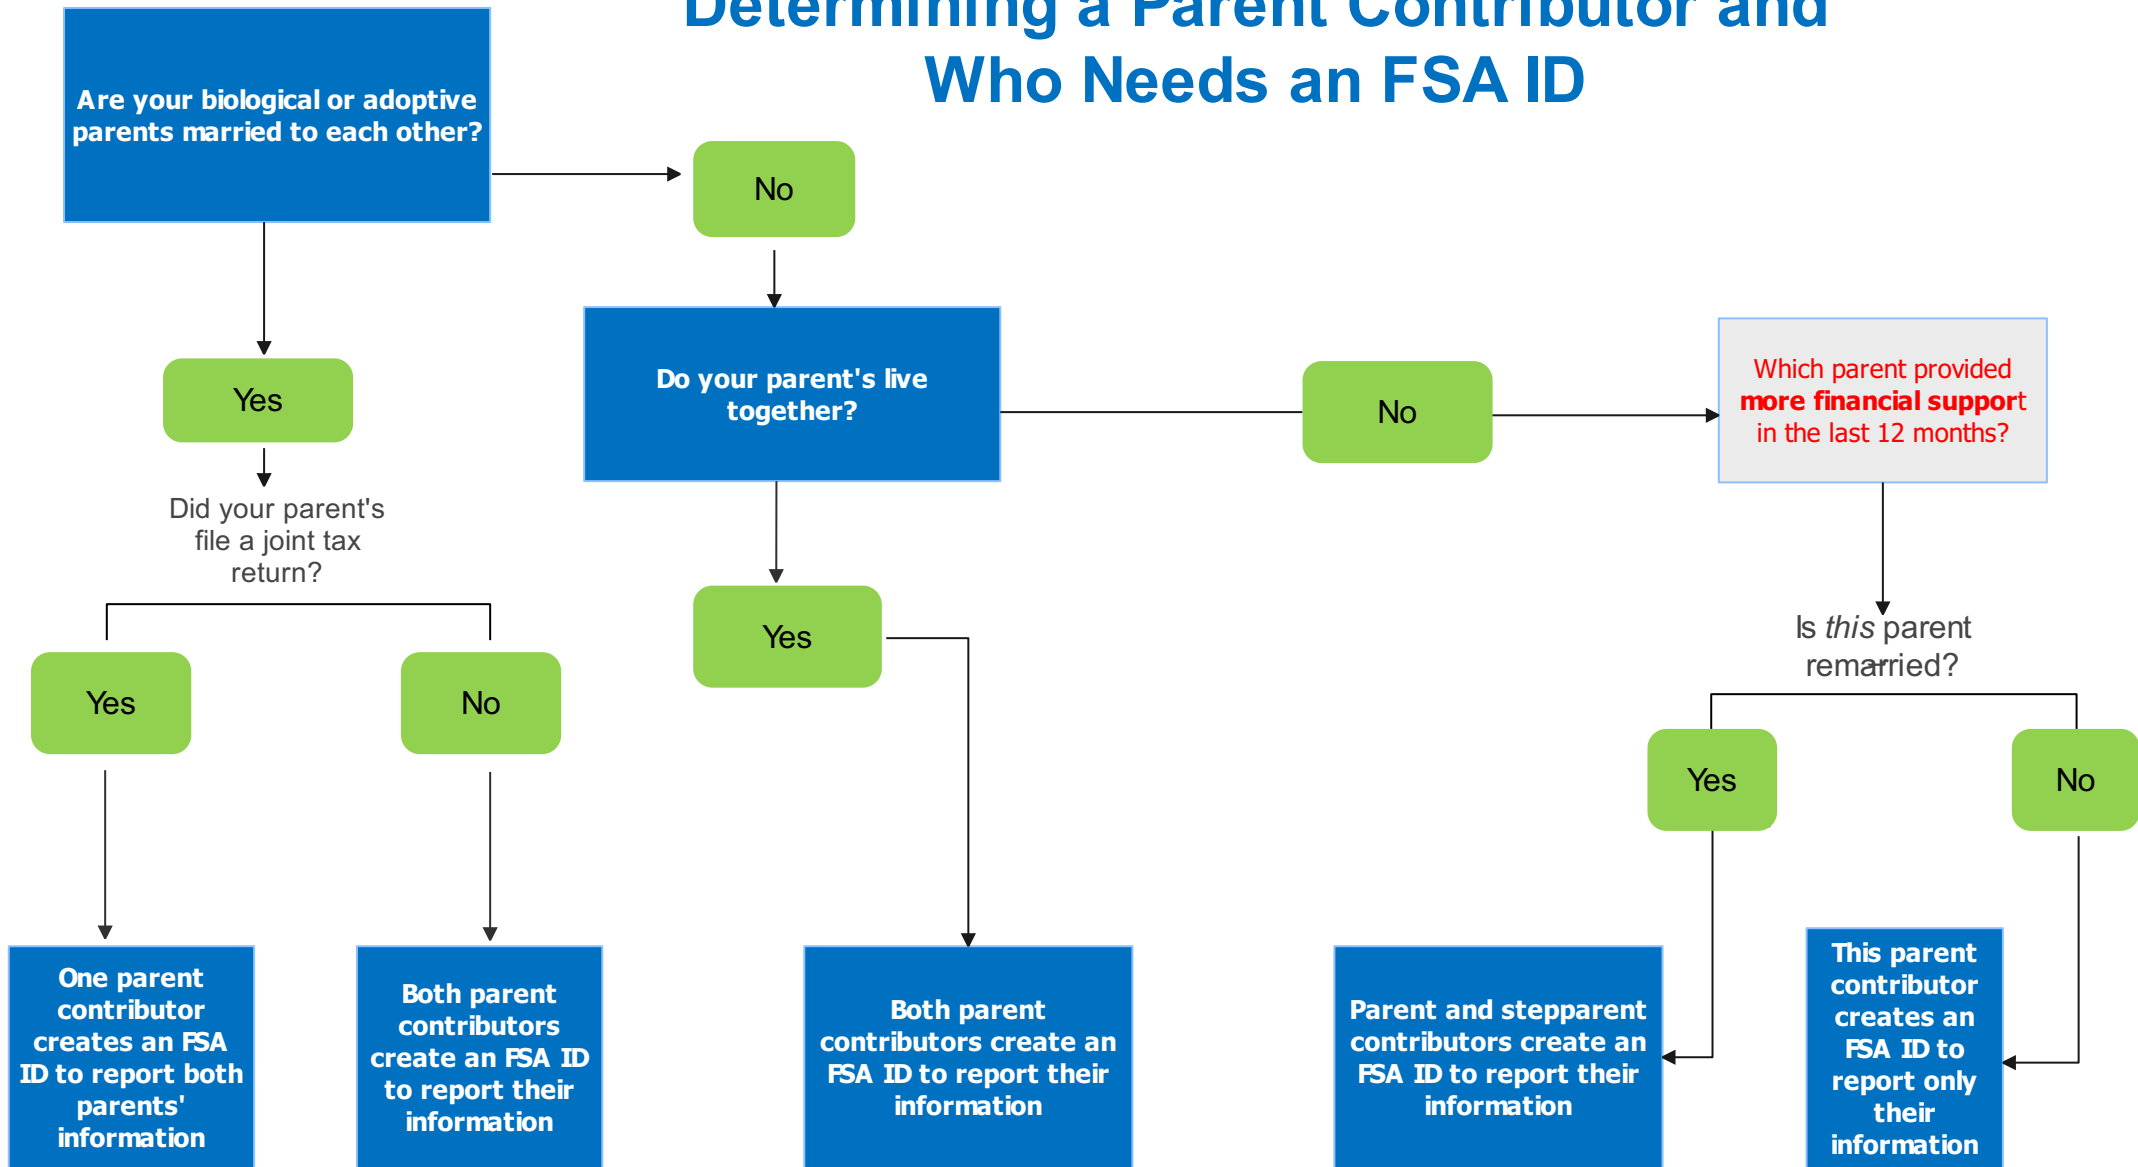 Determining a Parent Contributor and
Who Needs an FSA ID
Are your biological or adoptive
parents married to each other?
No
Yes
Do your parent's live
together?
No
Which parent provided
more financial support
in the last 12 months?
Did your parent's
file a joint tax
return?
Yes
Is this parent
remarried?
Yes
No
Yes
No
One parent
contributor
creates an FSA
ID to report both
parents'
information
Both parent
contributors
create an FSA ID
to report their
information
Both parent
contributors create an
FSA ID to report their
information
Parent and stepparent
contributors create an
FSA ID to report their
information
This parent
contributor
creates an
FSA ID to
report only
their
information